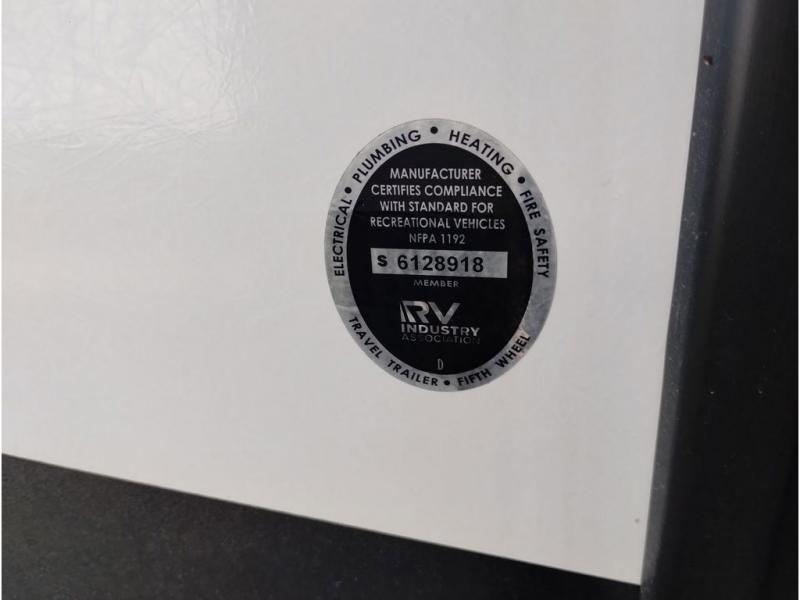 ELECTRICAL • PLUMBING • HEATING • FIRE SAFETY
MANUFACTURER
CERTIFIES COMPLIANCE
WITH STANDARD FOR
RECREATIONAL VEHICLES
NFPA 1192
S 6128918
MEMBER
RV
INDUSTRY
ASSOCIATION
D
TRAVEL TRAILER • FIFTH WHEEL